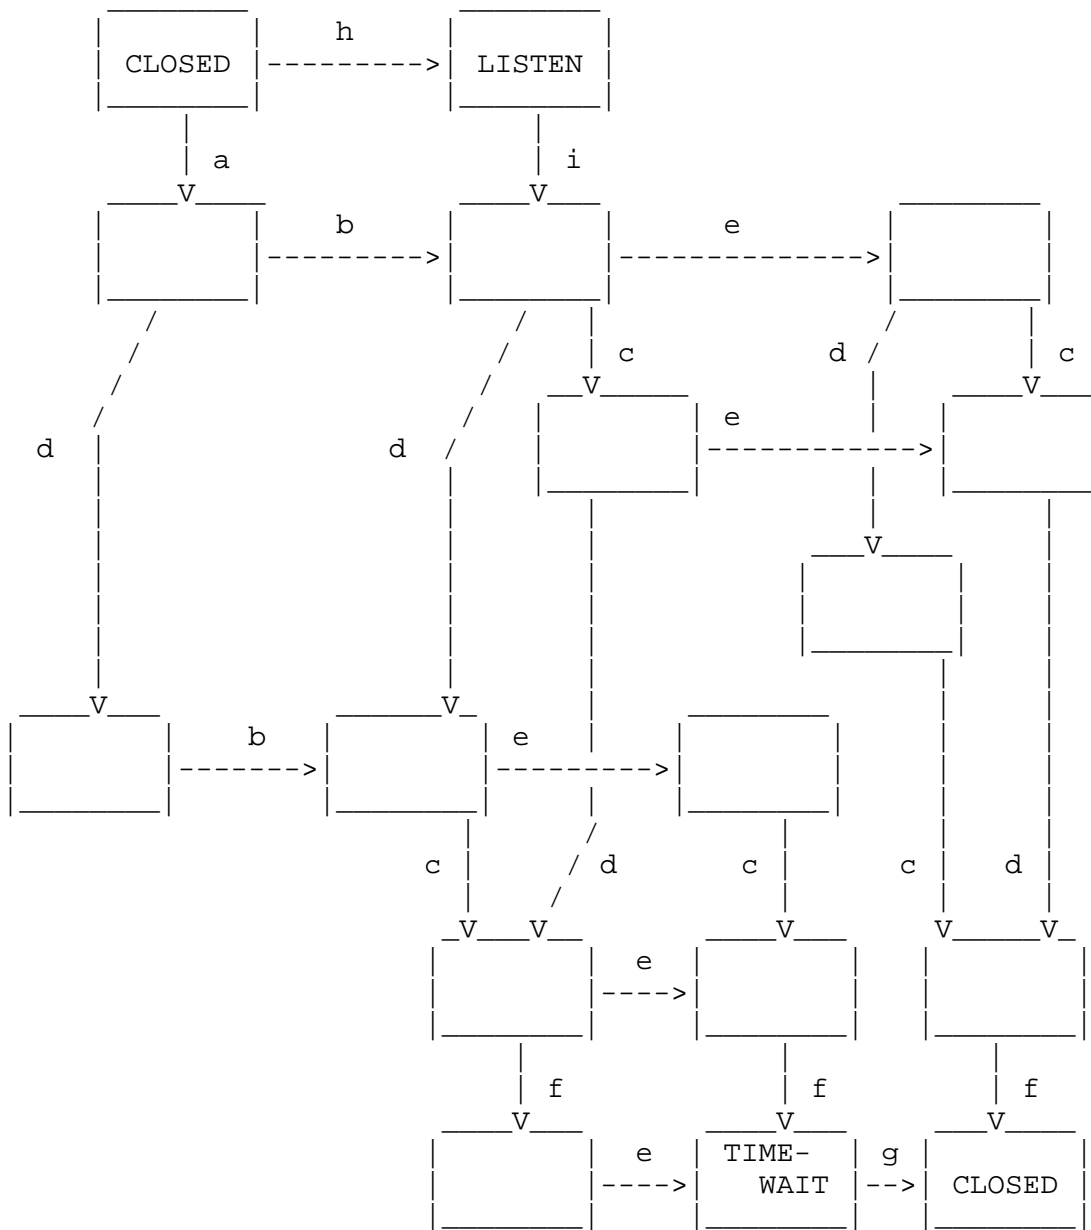 h
CLOSED LISTEN
a i
b e
c d c
e
d d
b e
c d c c d
e
f f f
e TIME- g
WAIT CLOSED